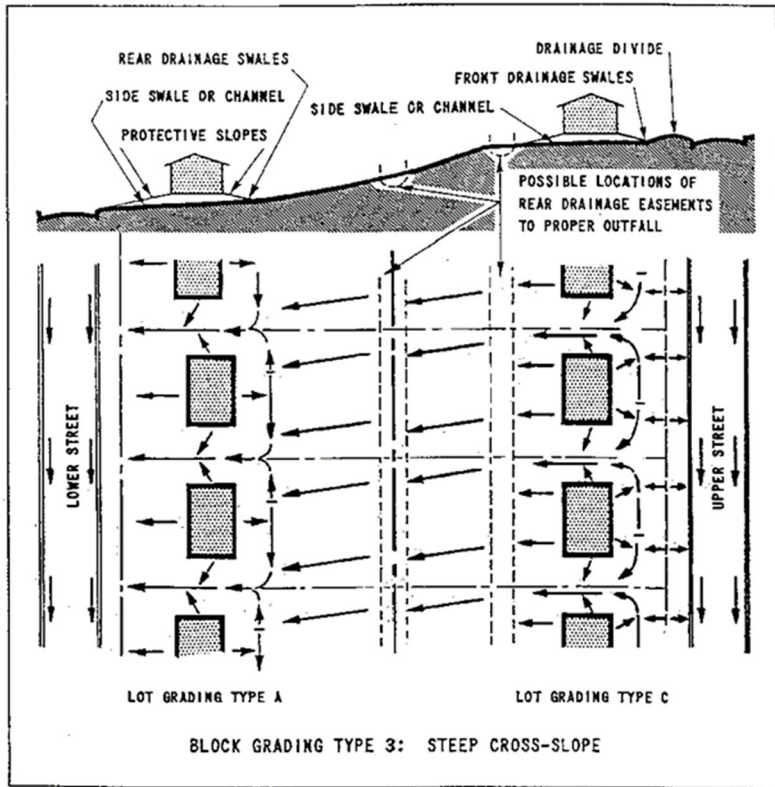 DRAINAGE DIVIDE
REAR DRAINAGE SWALES
FRONT DRAINAGE SWALES
SIDE SWALE OR CHANNEL
SIDE SWALE OR CHANNEL
PROTECTIVE SLOPES
POSSIBLE LOCATIONS OF
REAR DRAINAGE EASEMENTS
TO PROPER OUTFALL
LOWER STREET
UPPER STREET
LOT GRADING TYPE A
LOT GRADING TYPE C
BLOCK GRADING TYPE 3: STEEP CROSS-SLOPE